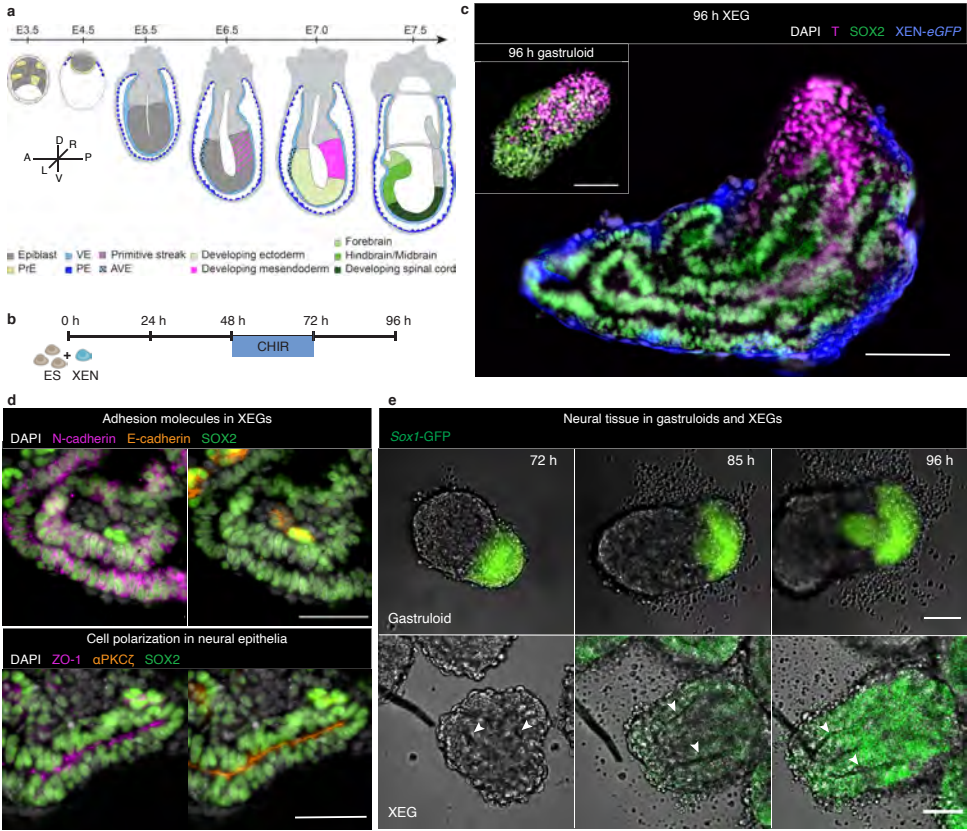 a
E3.5 E4.5 E5.5 E6.5 E7.0 E7.5
D
R
A P
L
V
Forebrain
Epiblast VE Primitive streak Developing ectoderm Hindbrain/Midbrain
PrE PE AVE Developing mesendoderm Developing spinal cord
b
0 h 24 h 48 h 72 h 96 h
CHIR
+
ES XEN
c
96 h XEG
DAPI T SOX2 XEN-eGFP
96 h gastruloid
d
Adhesion molecules in XEGs
DAPI N-cadherin E-cadherin SOX2
Cell polarization in neural epithelia
DAPI ZO-1 αPKCζ SOX2
e
Neural tissue in gastruloids and XEGs
Sox1-GFP
72 h 85 h 96 h
Gastruloid
XEG